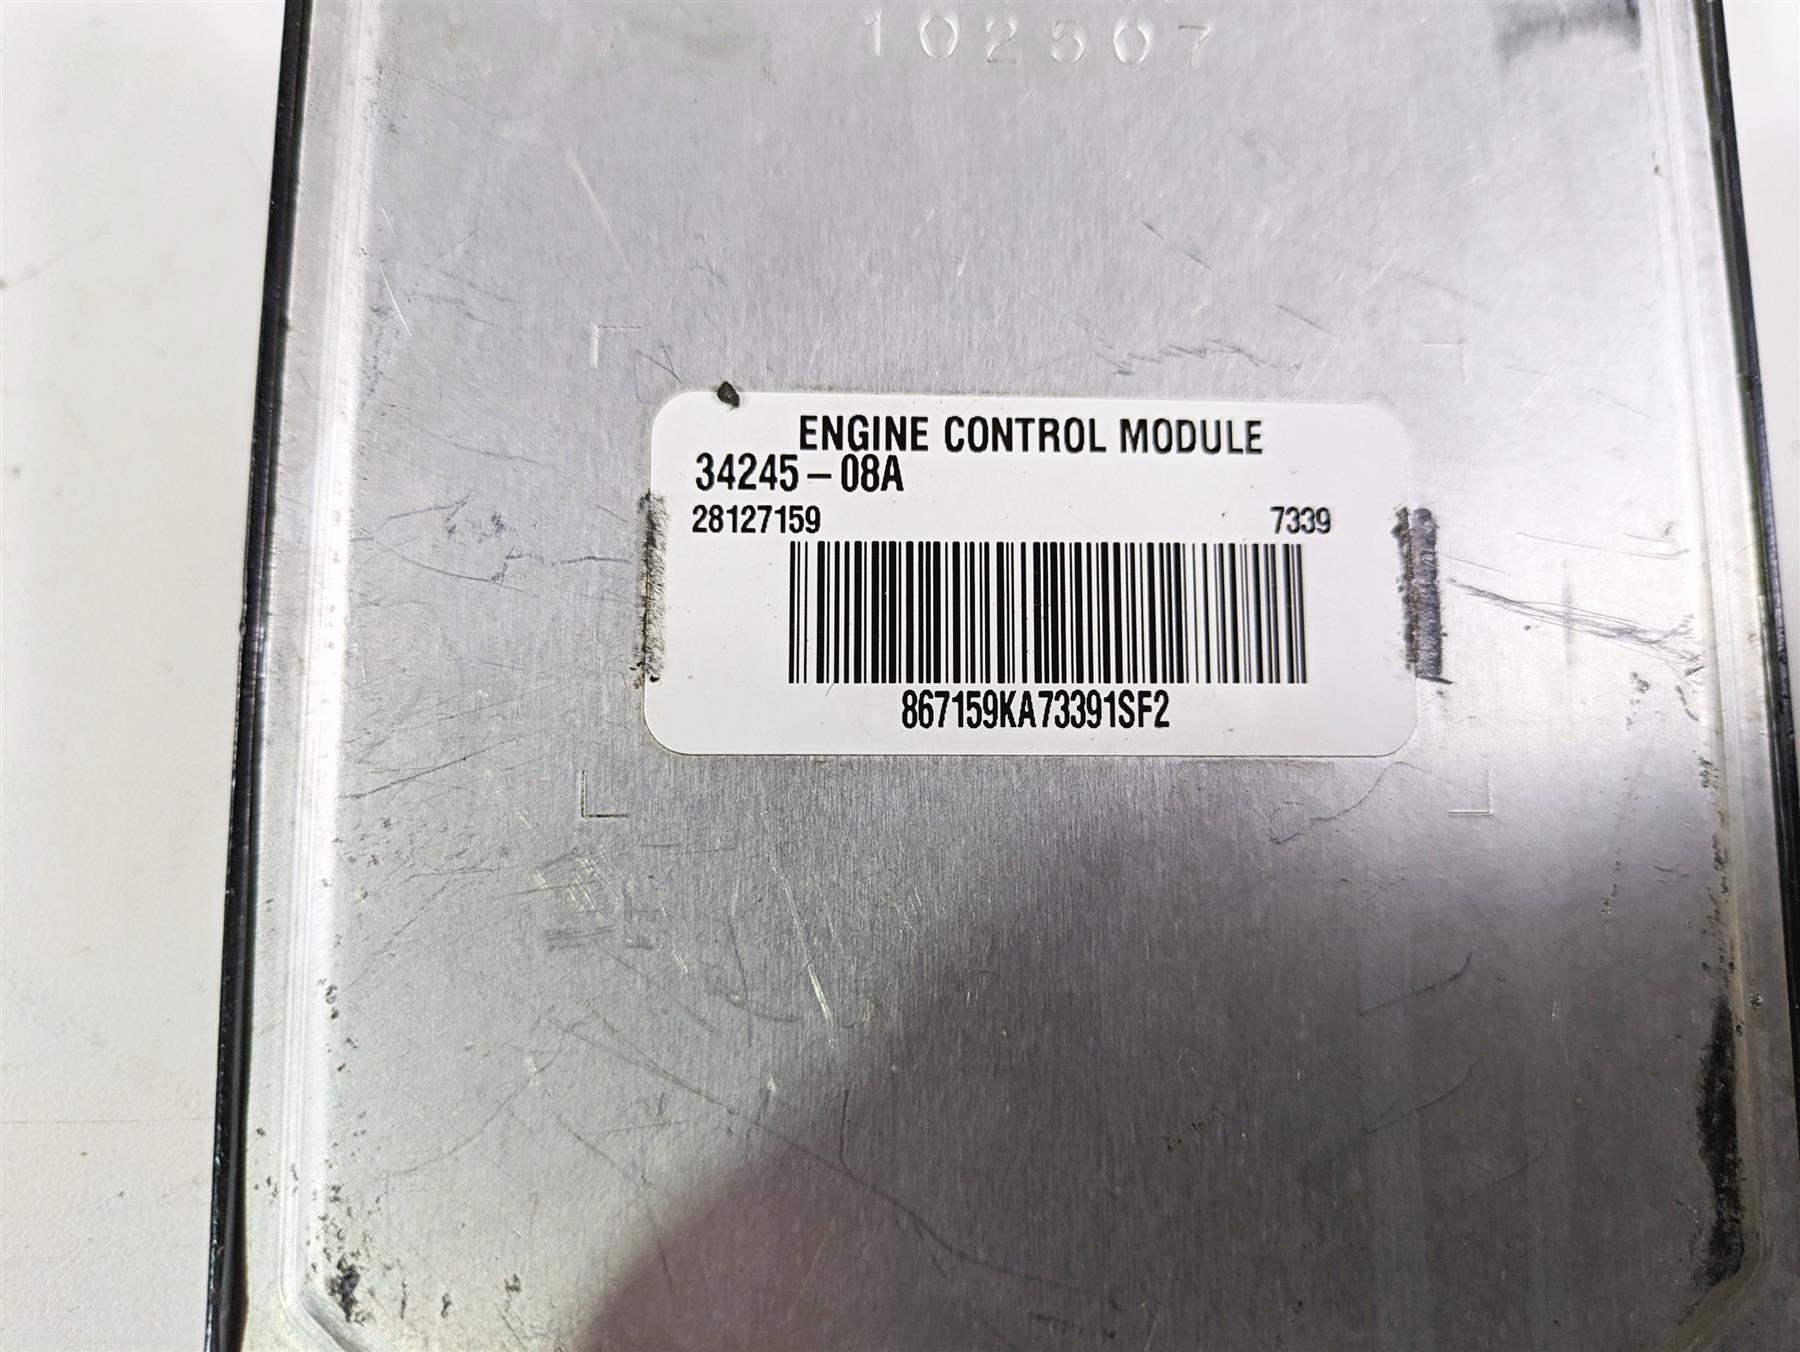 102507
ENGINE CONTROL MODULE
34245-08A
28127159 7339
867159KA73391SF2